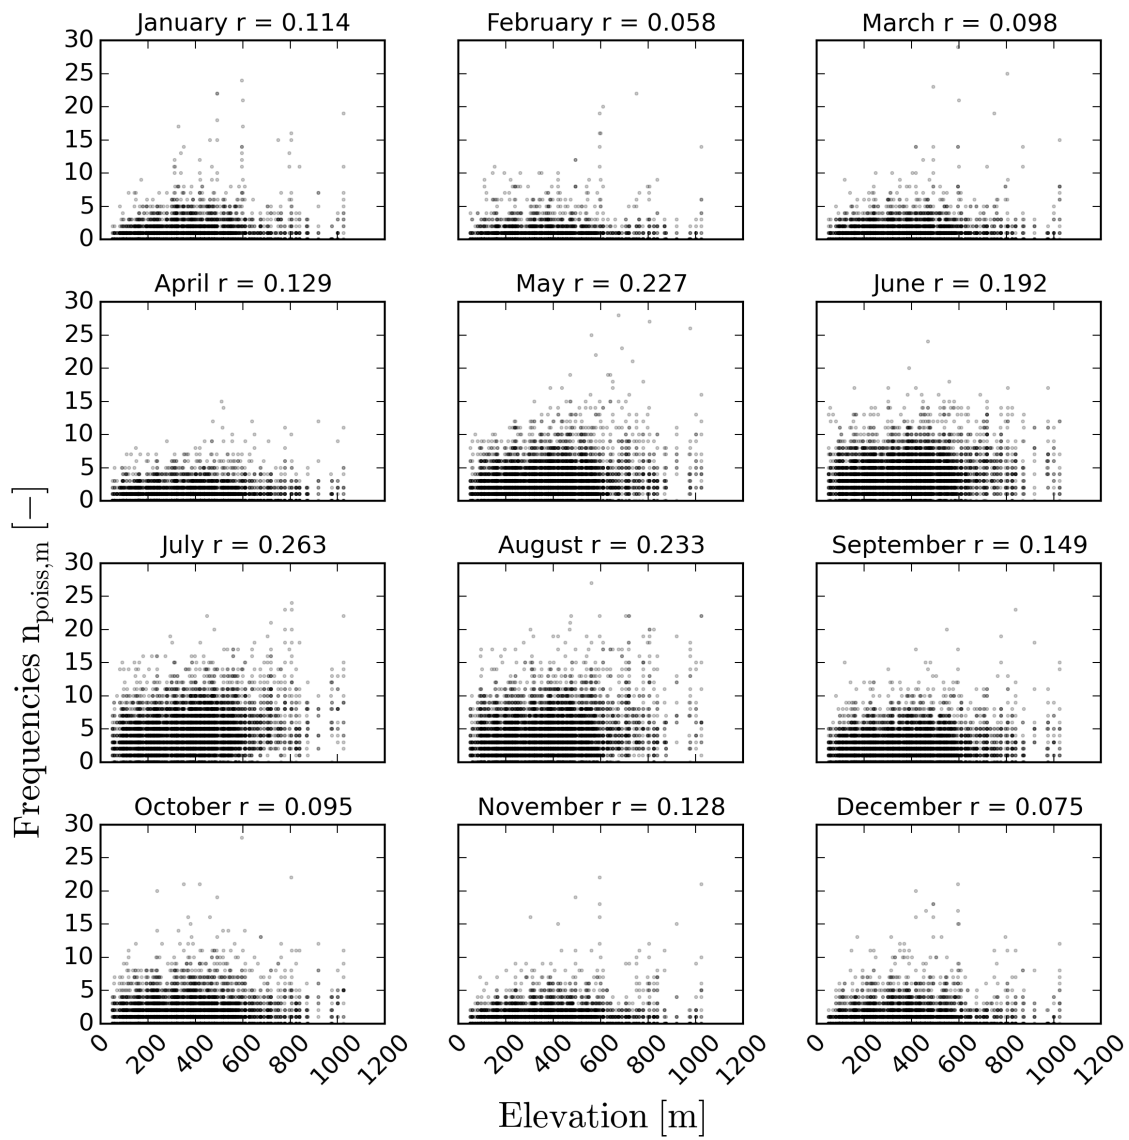 January r = 0.114
February r = 0.058
March r = 0.098
30
25
20
15
10
5
0
April r = 0.129
May r = 0.227
June r = 0.192
30
25
20
15
10
5
0
July r = 0.263
August r = 0.233
September r = 0.149
30
25
20
15
10
5
0
October r = 0.095
November r = 0.128
December r = 0.075
30
25
20
15
10
5
0
0 200 400 600 800 1000 1200
0 200 400 600 800 1000 1200
0 200 400 600 800 1000 1200
Frequencies n_poiss,m [−]
Elevation [m]